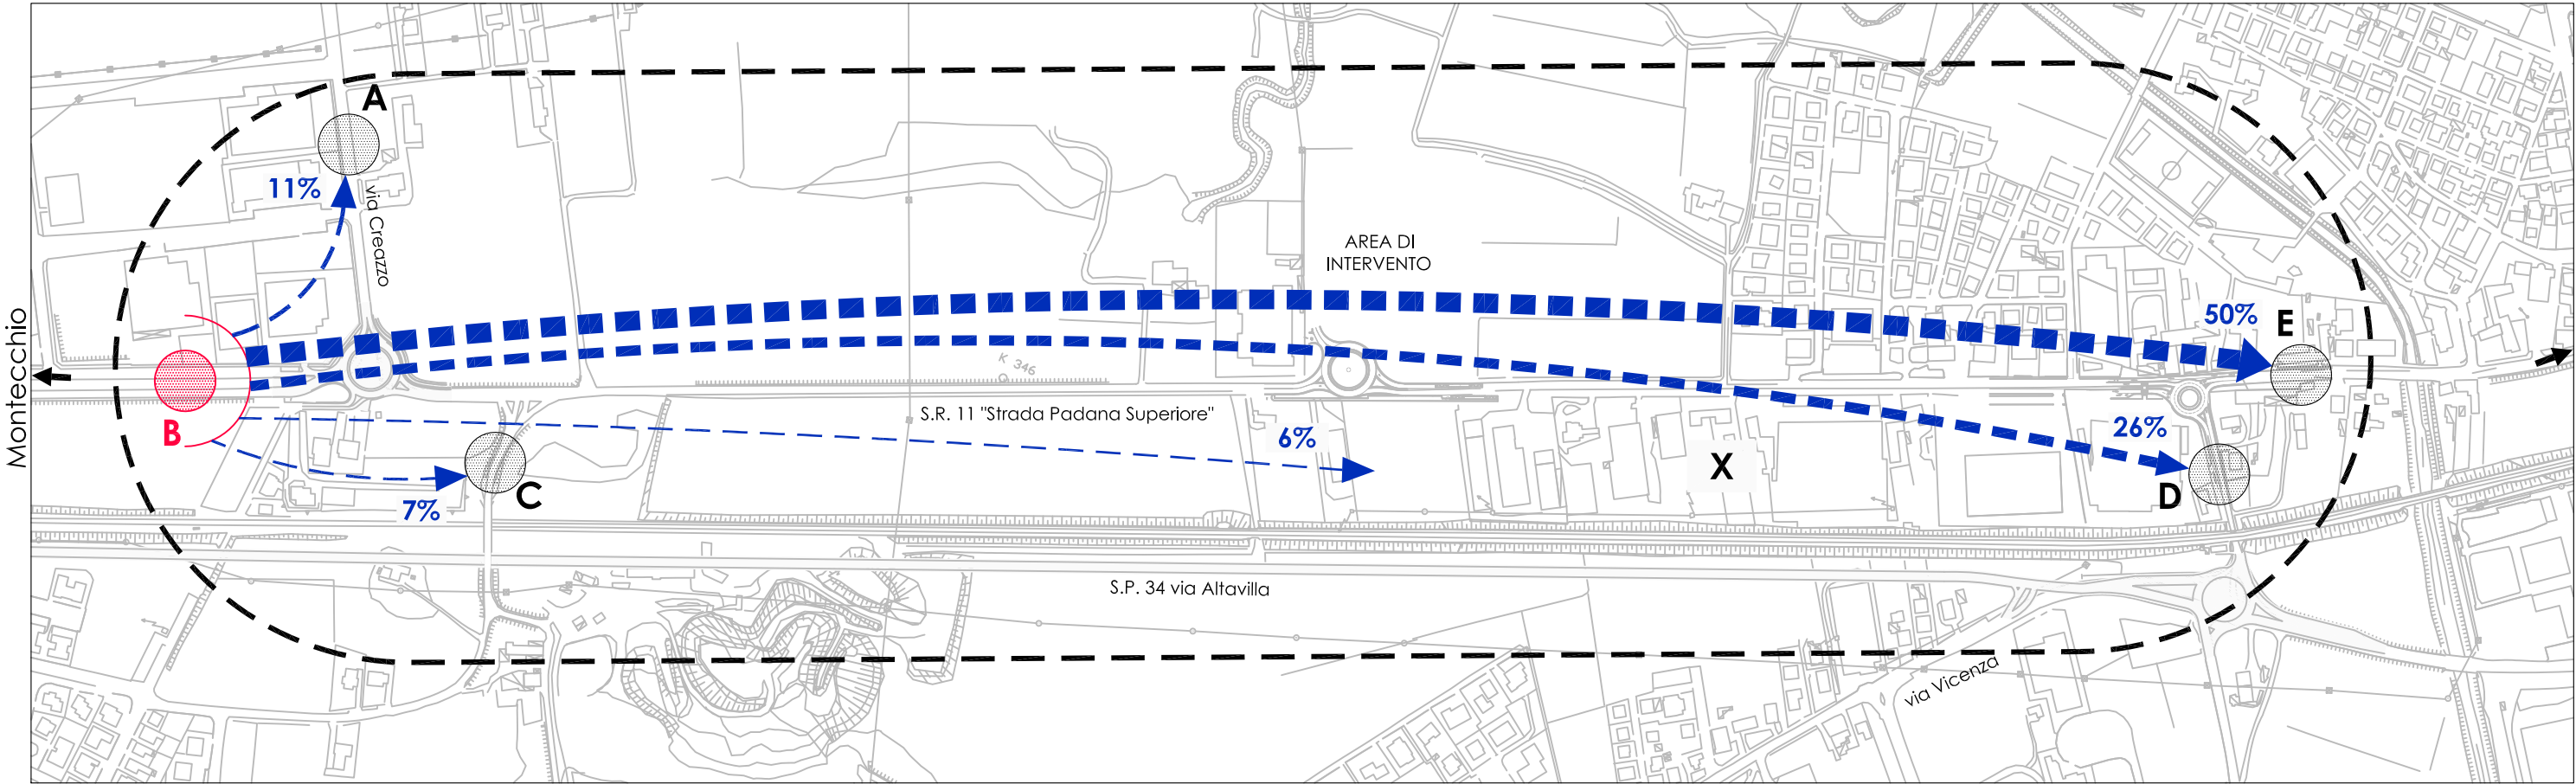 A
11%
via Creazzo
AREA DI
INTERVENTO
Montecchio
50%
E
K 346
B
S.R. 11 "Strada Padana Superiore"
6%
26%
X
C
7%
D
S.P. 34 via Altavilla
via Vicenza